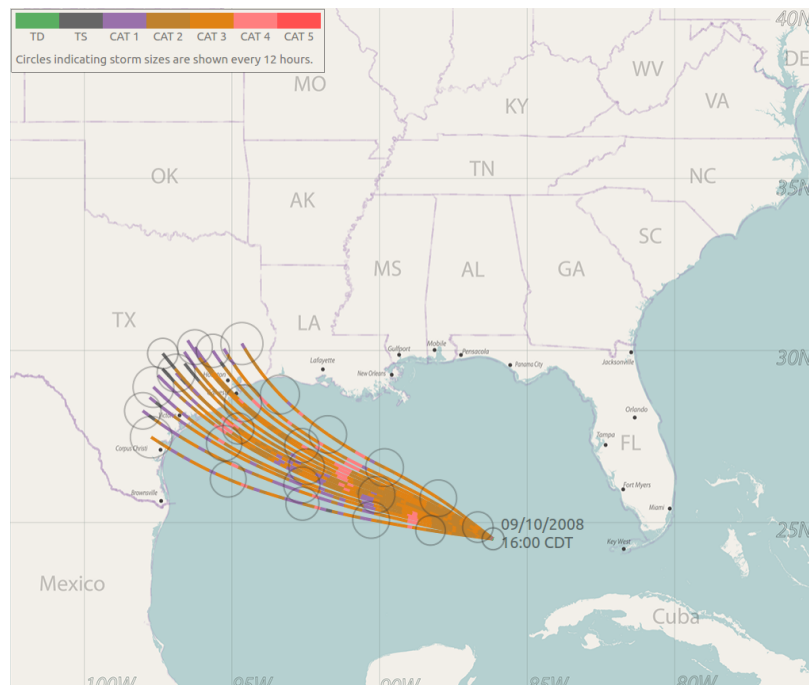 TD TS CAT 1 CAT 2 CAT 3 CAT 4 CAT 5
Circles indicating storm sizes are shown every 12 hours.
40N
MO
WV
DE
KY
VA
OK
TN
NC
35N
AK
SC
MS
AL
GA
TX
LA
30N
Gulfport
Mobile
Pensacola
Lafayette
New Orleans
Panama City
Jacksonville
Orlando
Tampa
FL
Corpus Christi
Brownsville
Fort Myers
Miami
09/10/2008
16:00 CDT
25N
Key West
Mexico
Cuba
100W
95W
90W
85W
80W